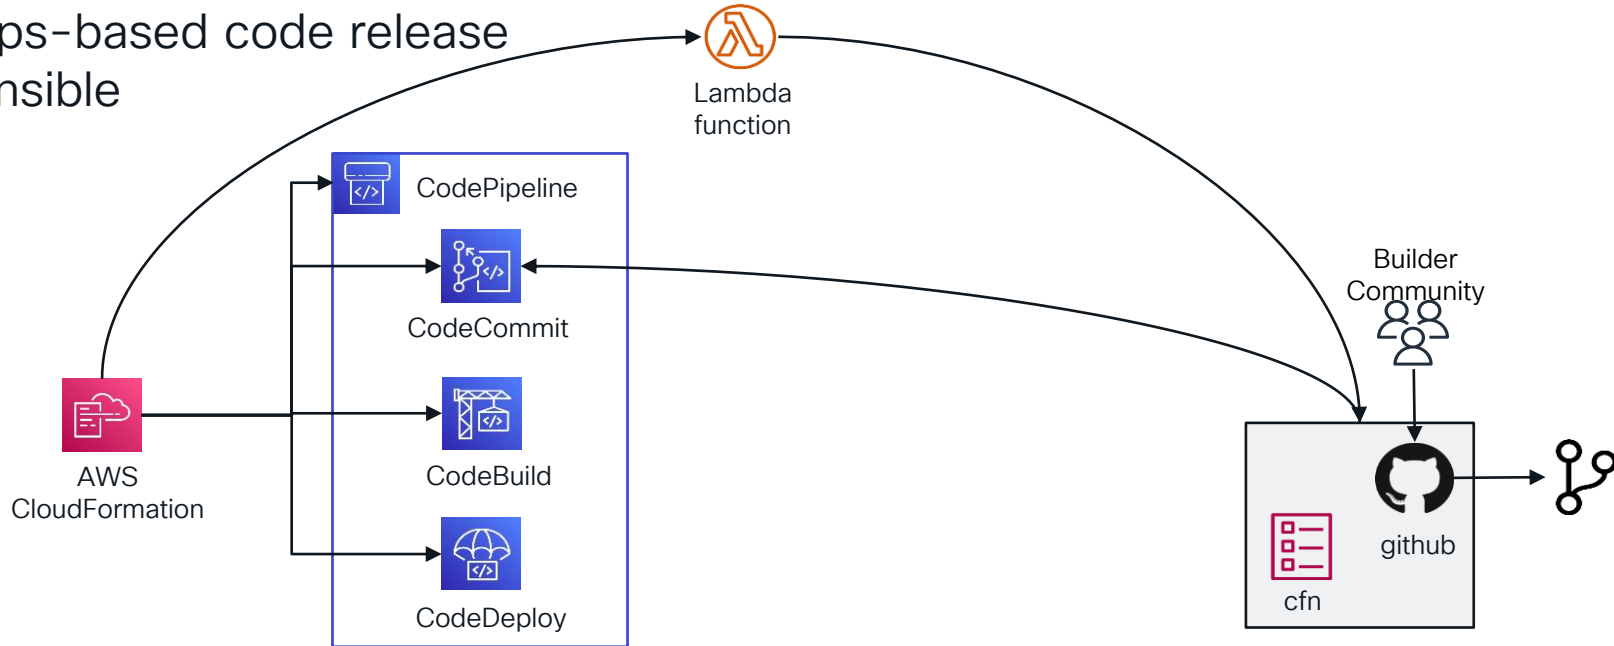 ps-based code release
nsible
Lambda
function
CodePipeline
CodeCommit
Builder
Community
AWS
CloudFormation
CodeBuild
github
cfn
CodeDeploy